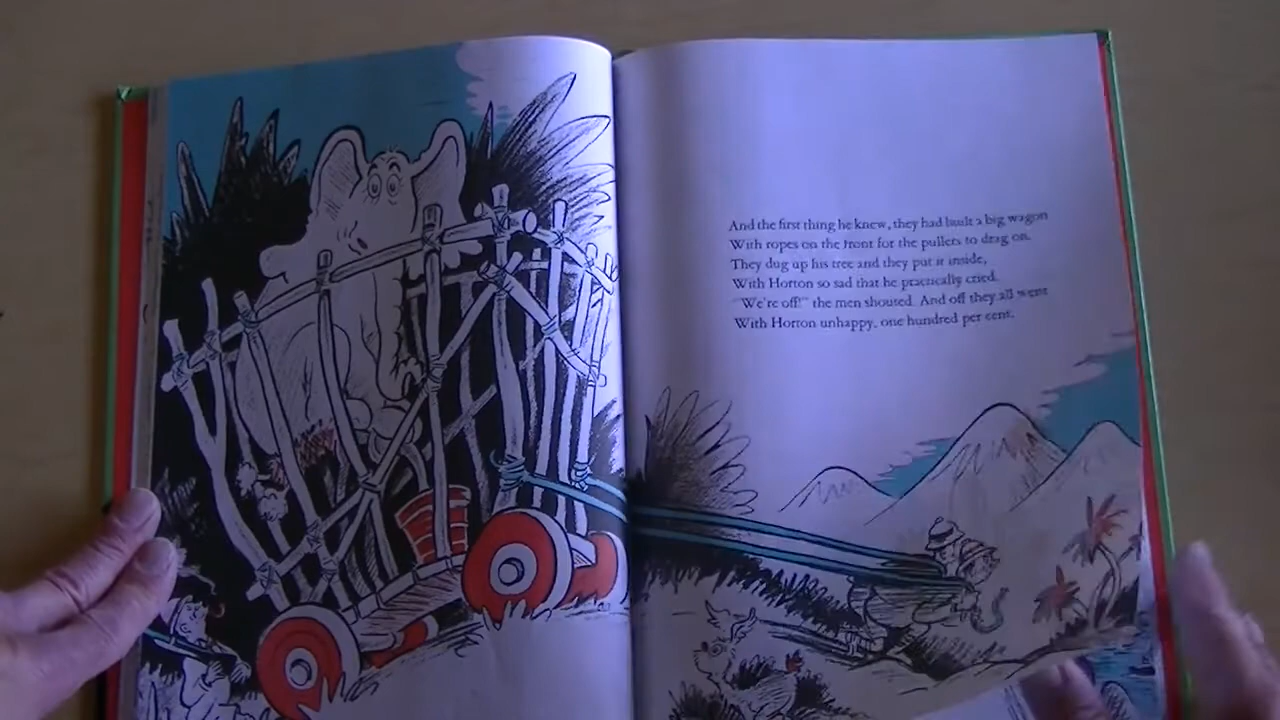 And the first thing he knew, they had built a big wagon
With ropes on the front for the pullers to drag on.
They dug up his tree and they put it inside,
With Horton so sad that he practically cried.
"We're off!" the men shouted. And off they all went
With Horton unhappy, one hundred per cent.